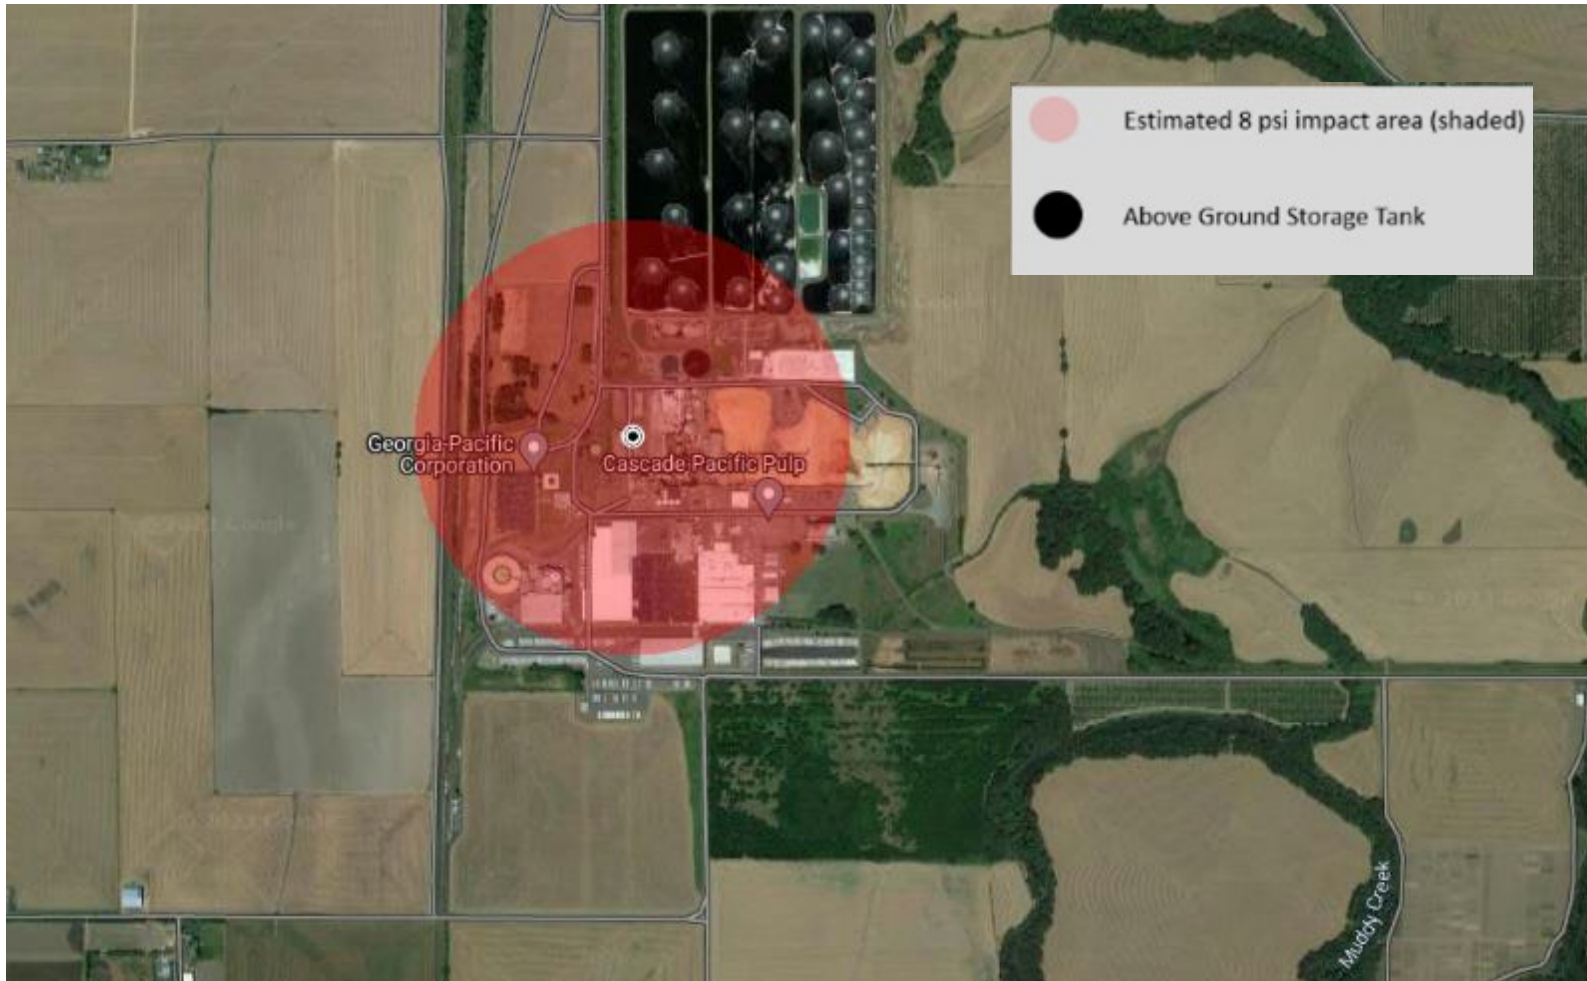 Estimated 8 psi impact area (shaded)
Above Ground Storage Tank
Georgia-Pacific
Corporation
Cascade Pacific Pulp
Muddy Creek